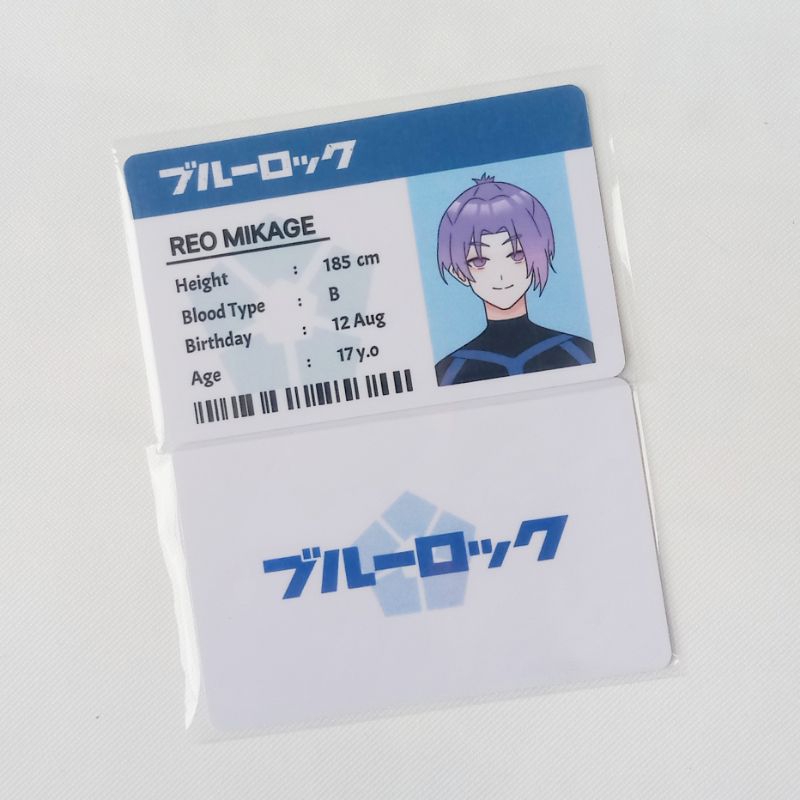 ブルーロック
REO MIKAGE
Height : 185 cm
Blood Type : B
Birthday : 12 Aug
Age : 17 y.o
ブルーロック